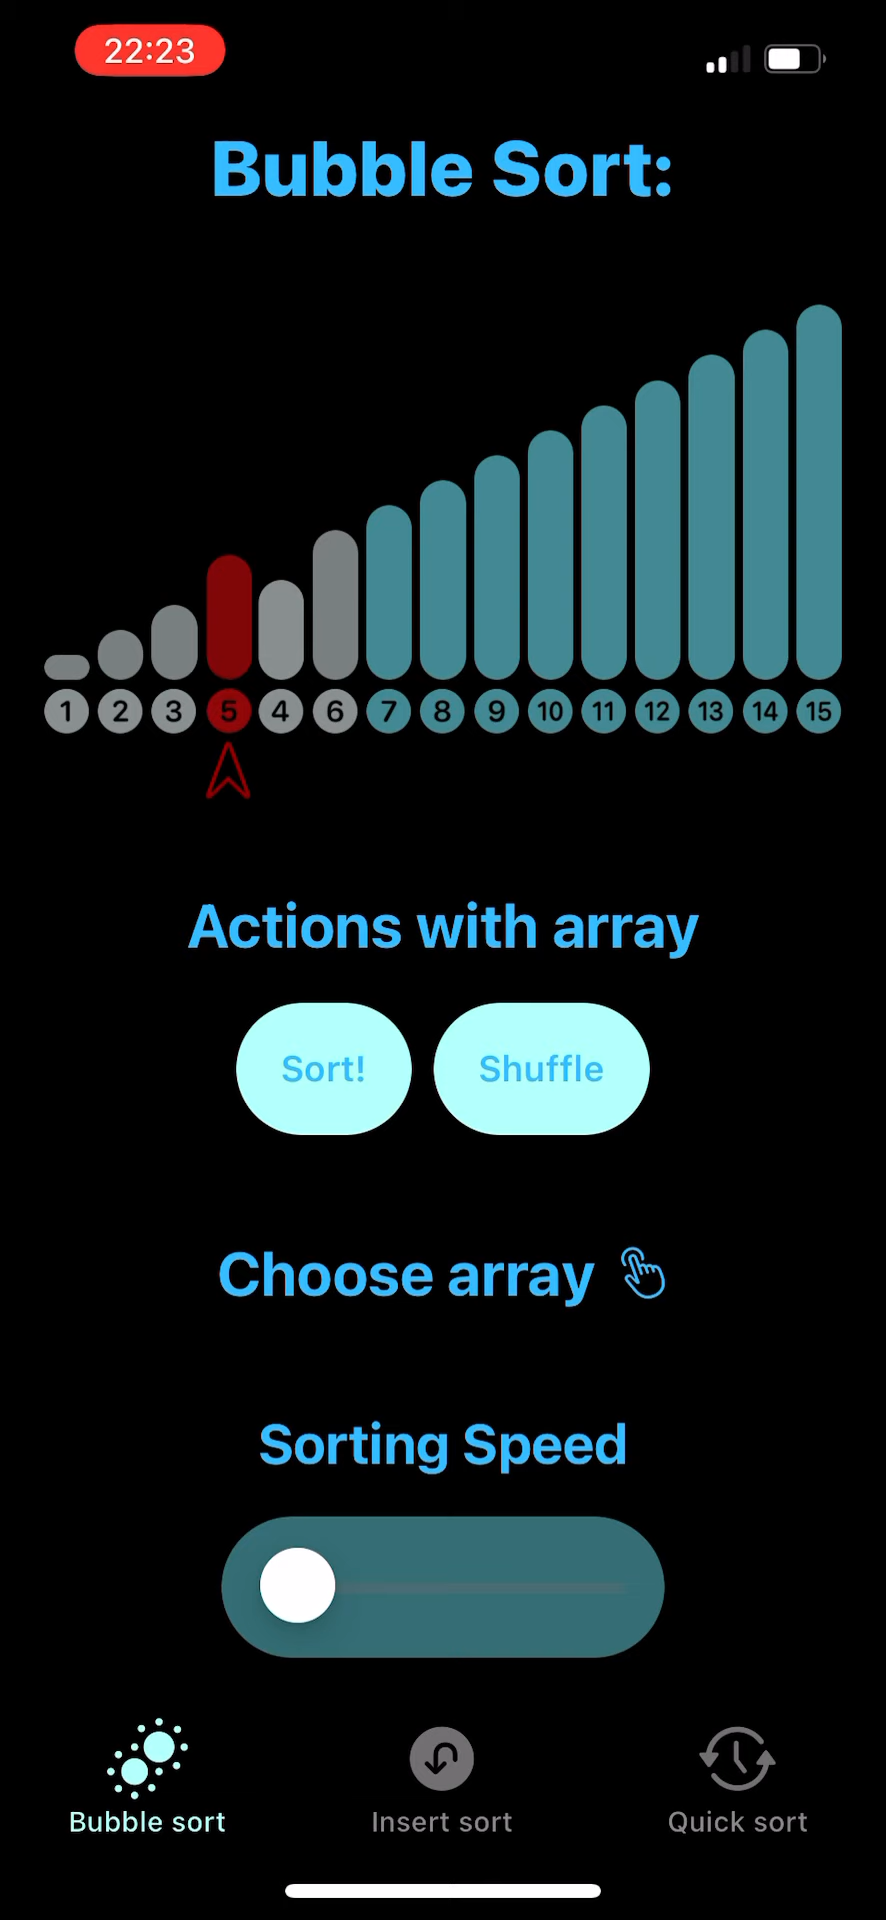 22:23
Bubble Sort:
1 2 3 5 4 6 7 8 9 10 11 12 13 14 15
Actions with array
Sort! Shuffle
Choose array
Sorting Speed
Bubble sort Insert sort Quick sort